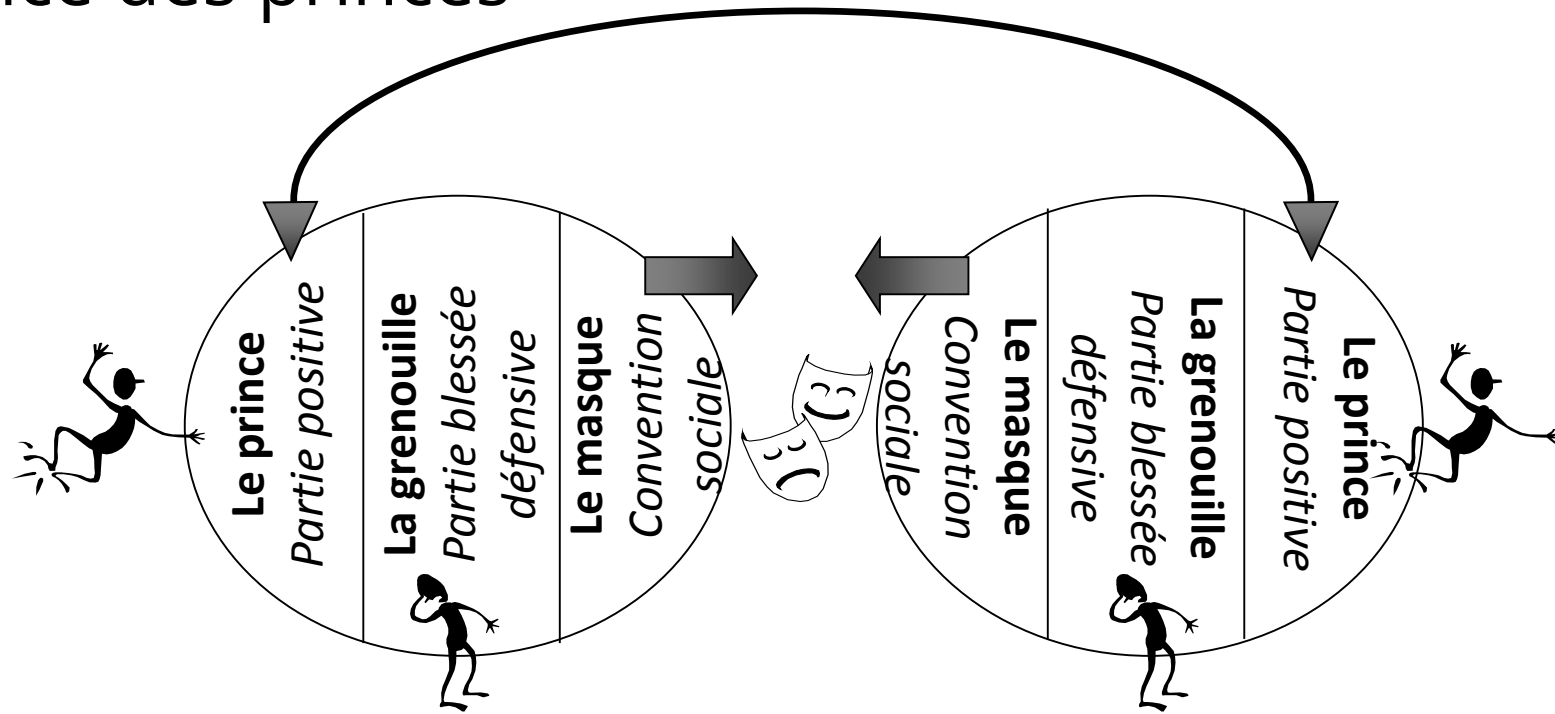 des princes
Le prince
Partie positive
La grenouille
Partie blessée
défensive
Le masque
Convention
sociale
sociale
Convention
Le masque
défensive
Partie blessée
La grenouille
Partie positive
Le prince